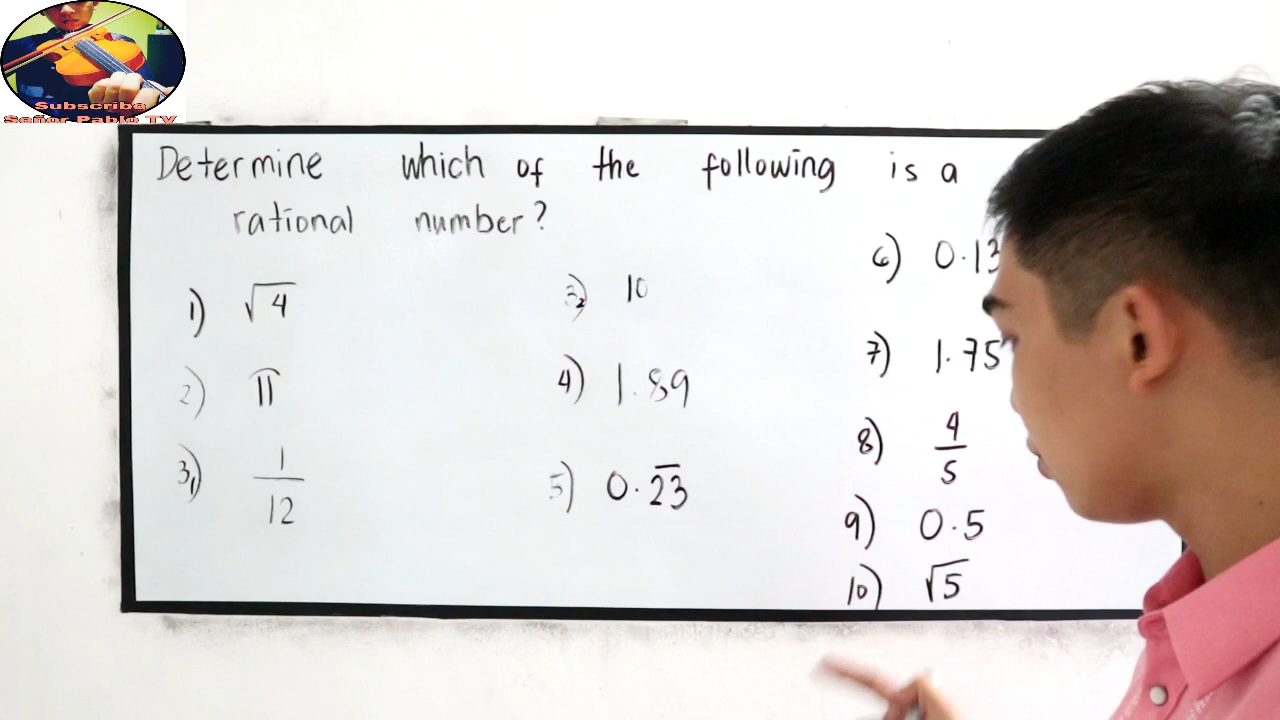 Subscribe
Señor Pablo TV
Determine which of the following is a
rational number?
1) √4
2) π
3₁) 1/12
3₂) 10
4) 1.89
5) 0.2̅3̅
6) 0.13
7) 1.75
8) 4/5
9) 0.5
10) √5